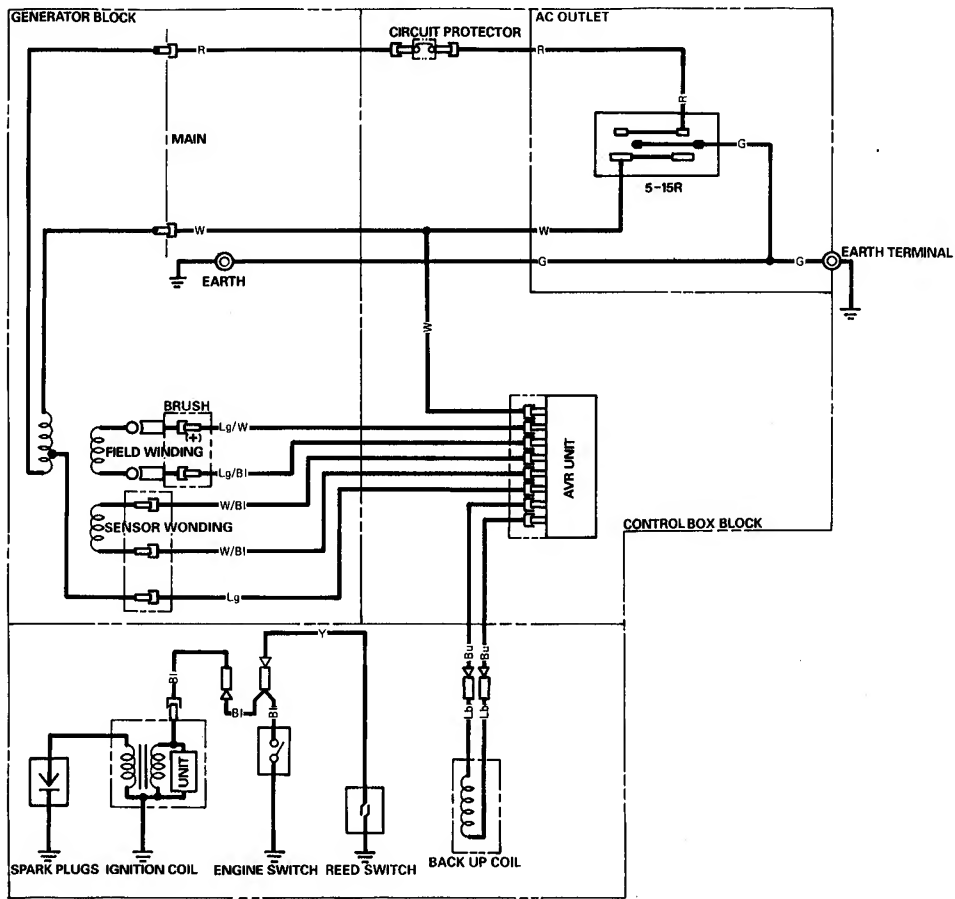 GENERATOR BLOCK
AC OUTLET
CIRCUIT PROTECTOR
R
R
R
MAIN
G
5-15R
W
W
G
G
EARTH
EARTH TERMINAL
W
BRUSH
(+)
Lg/W
FIELD WINDING
Lg/Bl
AVR UNIT
W/Bl
SENSOR WONDING
CONTROL BOX BLOCK
W/Bl
Lg
Y
Bl
Bu
Bu
Bl
Bl
Lb
Lb
UNIT
SPARK PLUGS
IGNITION COIL
ENGINE SWITCH
REED SWITCH
BACK UP COIL